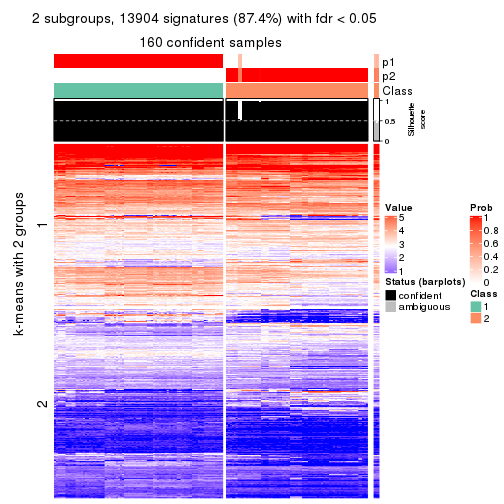 2 subgroups, 13904 signatures (87.4%) with fdr < 0.05
160 confident samples
p1
p2
Class
1
0.5
0
Silhouette
score
k-means with 2 groups
1
2
Value
5
4
3
2
1
Status (barplots)
confident
ambiguous
Prob
1
0.8
0.6
0.4
0.2
0
Class
1
2